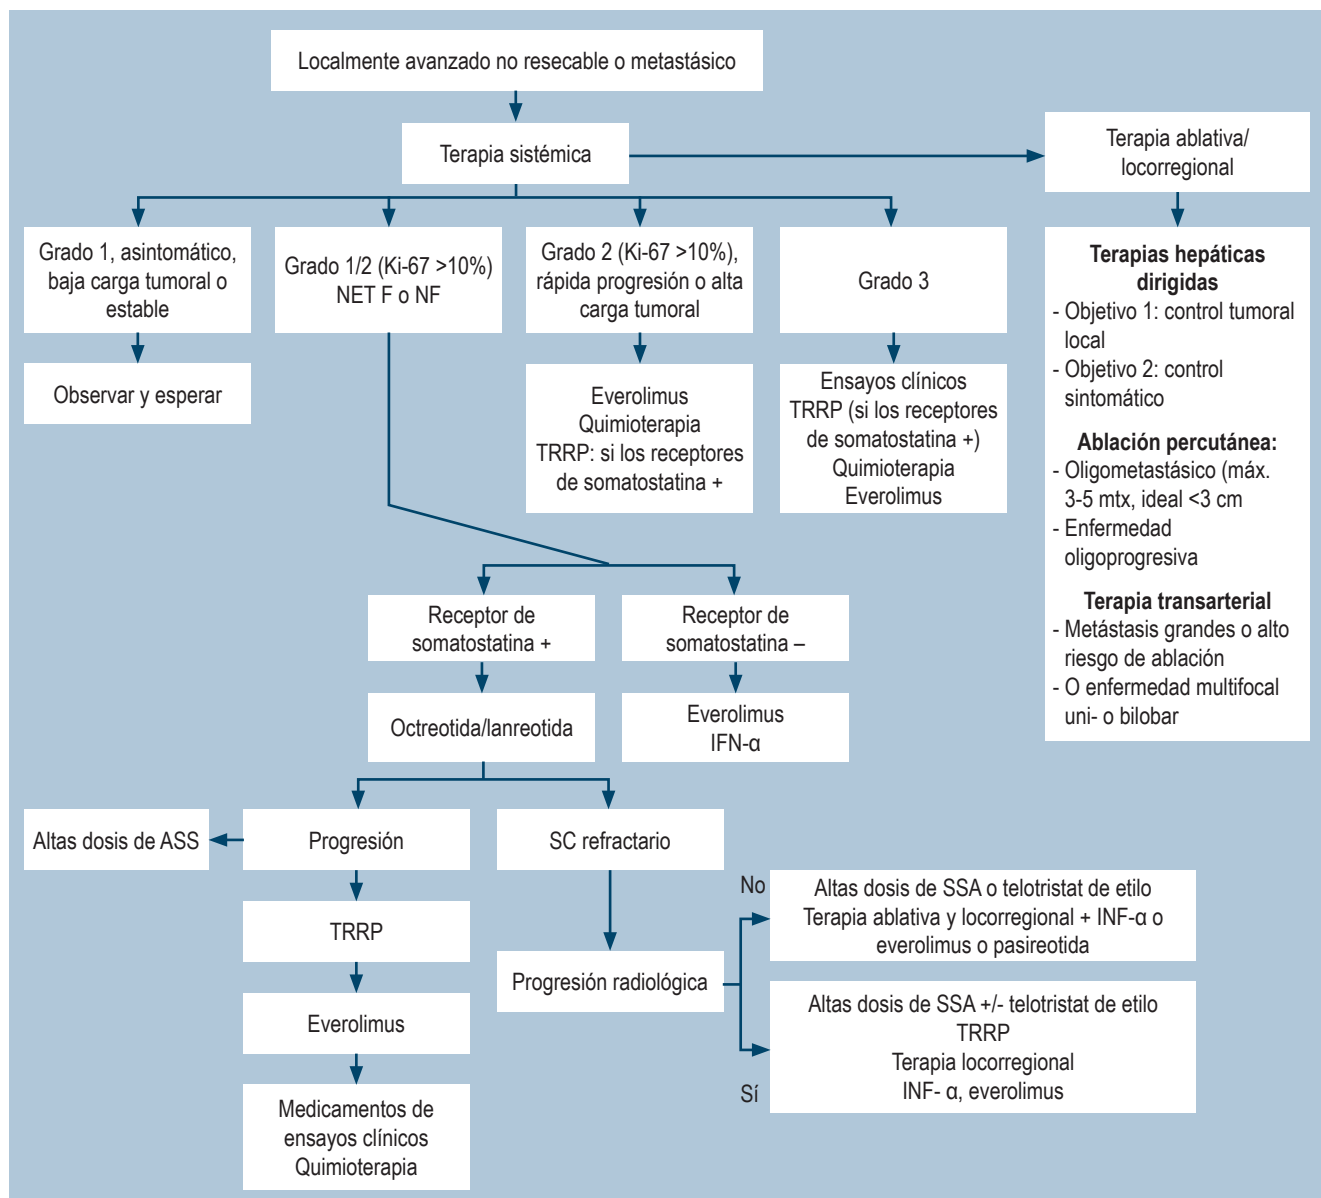 Localmente avanzado no resecable o metastásico
Terapia sistémica
Terapia ablativa/
locorregional
Grado 1, asintomático,
baja carga tumoral o
estable
Grado 1/2 (Ki-67 >10%)
NET F o NF
Grado 2 (Ki-67 >10%),
rápida progresión o alta
carga tumoral
Grado 3
Observar y esperar
Everolimus
Quimioterapia
TRRP: si los receptores
de somatostatina +
Ensayos clínicos
TRRP (si los receptores
de somatostatina +)
Quimioterapia
Everolimus
Terapias hepáticas
dirigidas
- Objetivo 1: control tumoral
local
- Objetivo 2: control
sintomático
Ablación percutánea:
- Oligometastásico (máx.
3-5 mtx, ideal <3 cm
- Enfermedad
oligoprogresiva
Terapia transarterial
- Metástasis grandes o alto
riesgo de ablación
- O enfermedad multifocal
uni- o bilobar
Receptor de
somatostatina +
Receptor de
somatostatina –
Octreotida/lanreotida
Everolimus
IFN-α
Altas dosis de ASS
Progresión
SC refractario
TRRP
Everolimus
Medicamentos de
ensayos clínicos
Quimioterapia
Progresión radiológica
No
Altas dosis de SSA o telotristat de etilo
Terapia ablativa y locorregional + INF-α o
everolimus o pasireotida
Sí
Altas dosis de SSA +/- telotristat de etilo
TRRP
Terapia locorregional
INF- α, everolimus